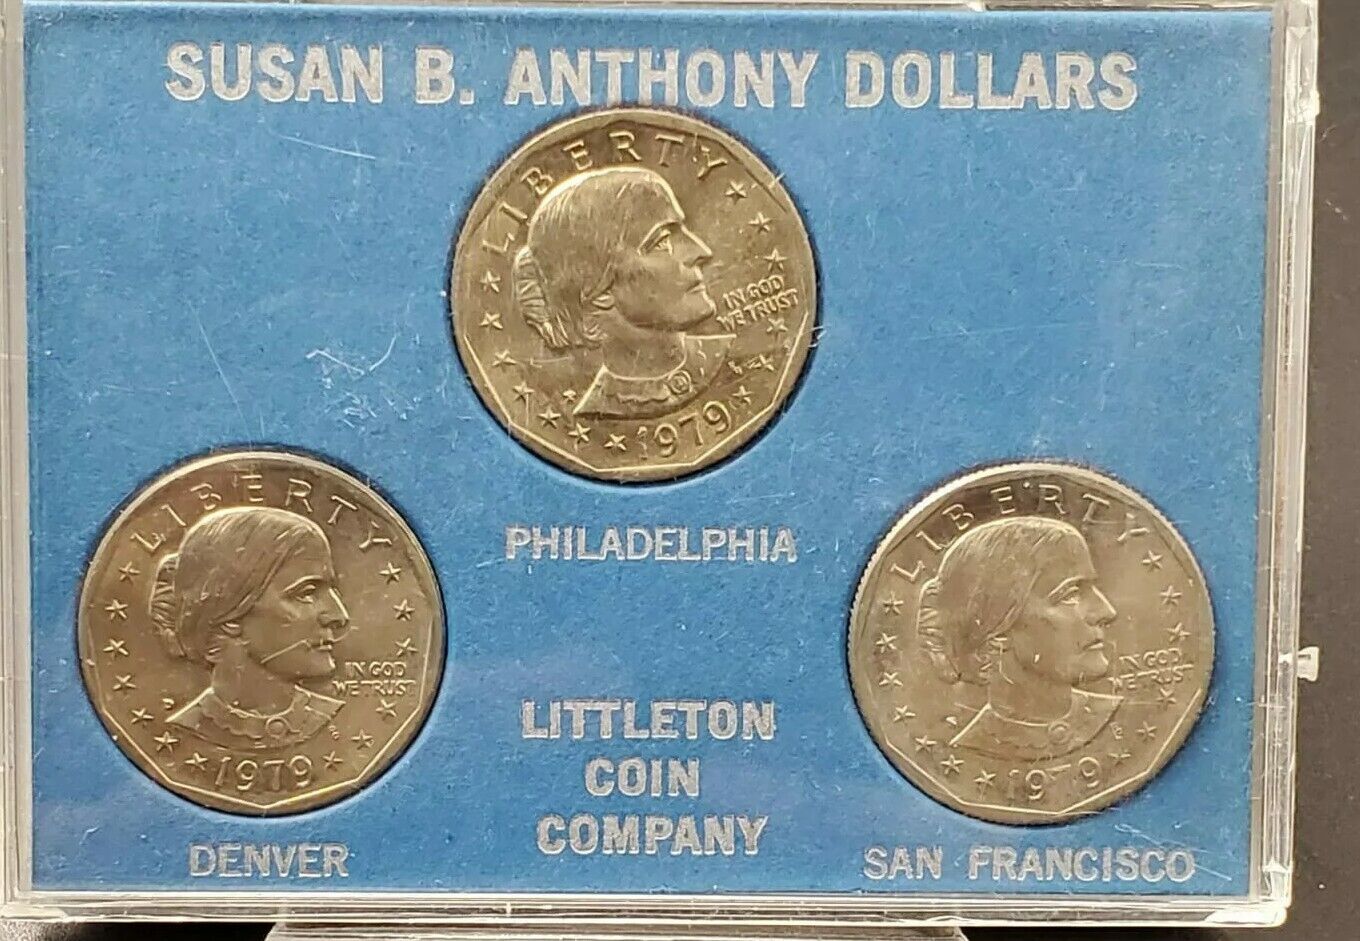 SUSAN B. ANTHONY DOLLARS
LIBERTY
IN GOD
WE TRUST
1979
PHILADELPHIA
LIBERTY
IN GOD
WE TRUST
D
1979
DENVER
LIBERTY
IN GOD
WE TRUST
1979
SAN FRANCISCO
LITTLETON
COIN
COMPANY